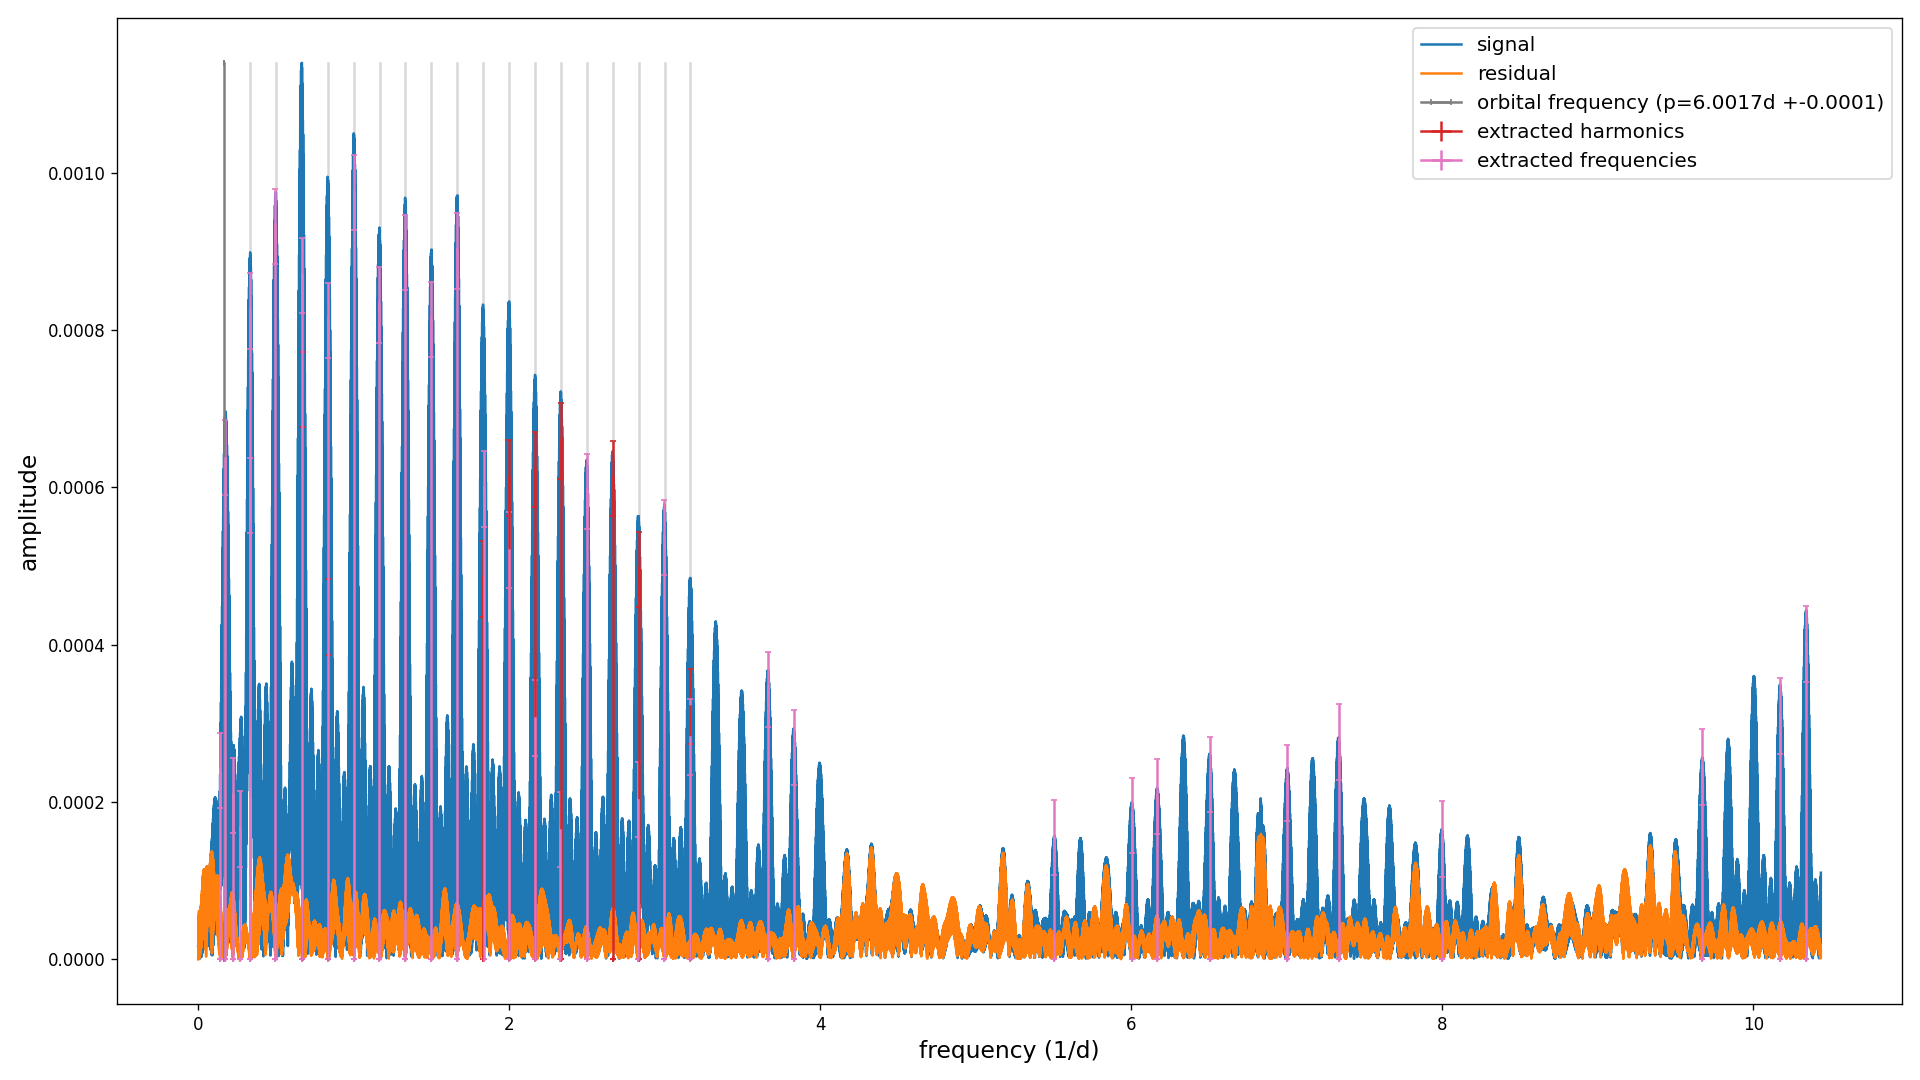 signal
residual
orbital frequency (p=6.0017d +-0.0001)
extracted harmonics
extracted frequencies
amplitude
0.0010
0.0008
0.0006
0.0004
0.0002
0.0000
0 2 4 6 8 10
frequency (1/d)